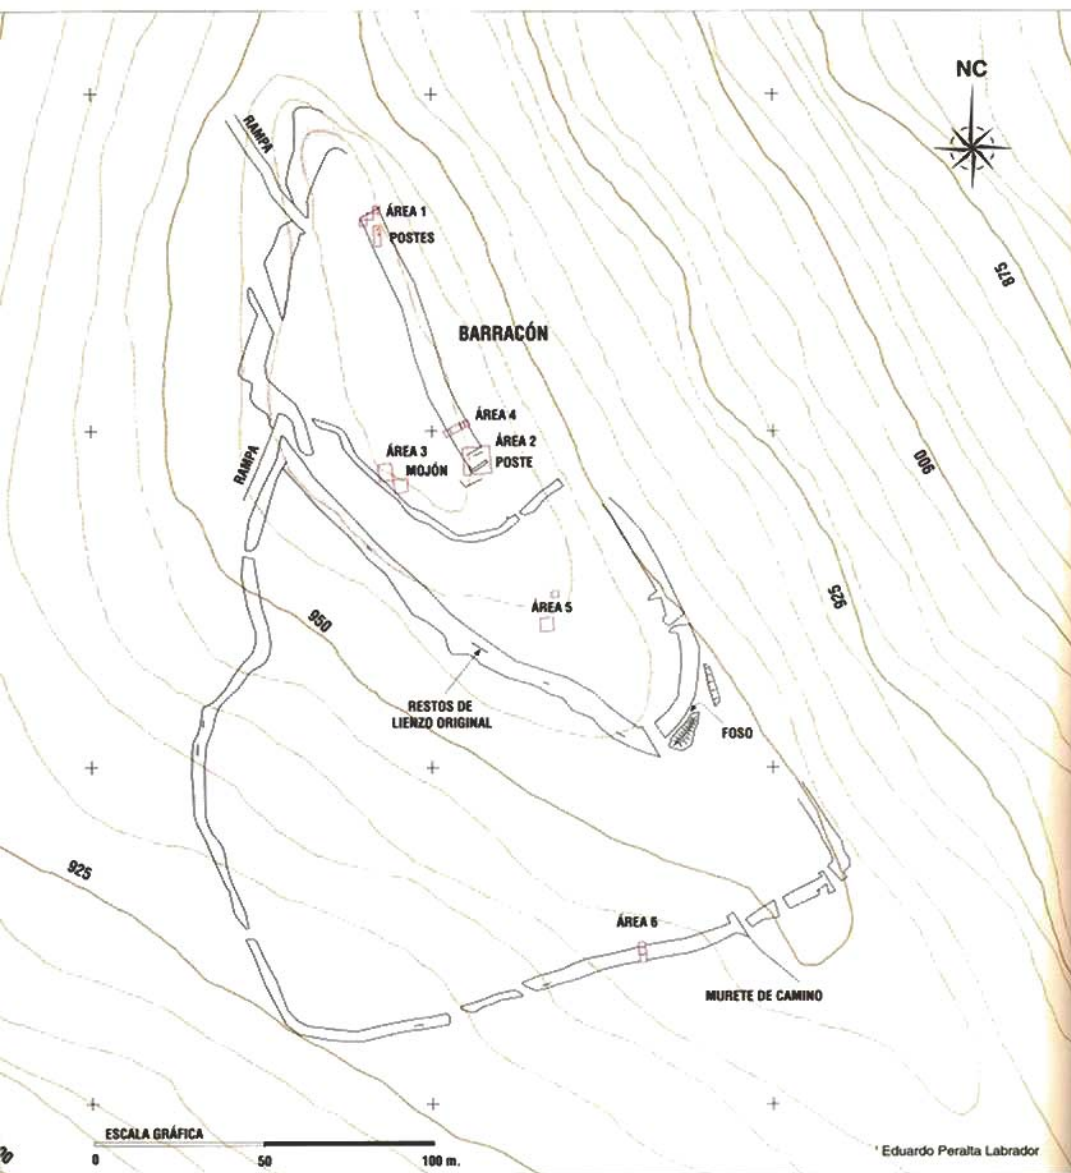 NC
RAMPA
ÁREA 1
POSTES
875
BARRACÓN
ÁREA 4
ÁREA 2
POSTE
ÁREA 3
MOJÓN
RAMPA
900
925
950
ÁREA 5
RESTOS DE
LIENZO ORIGINAL
FOSO
925
ÁREA 6
MURETE DE CAMINO
ESCALA GRÁFICA
0 50 100 m.
Eduardo Peralta Labrador